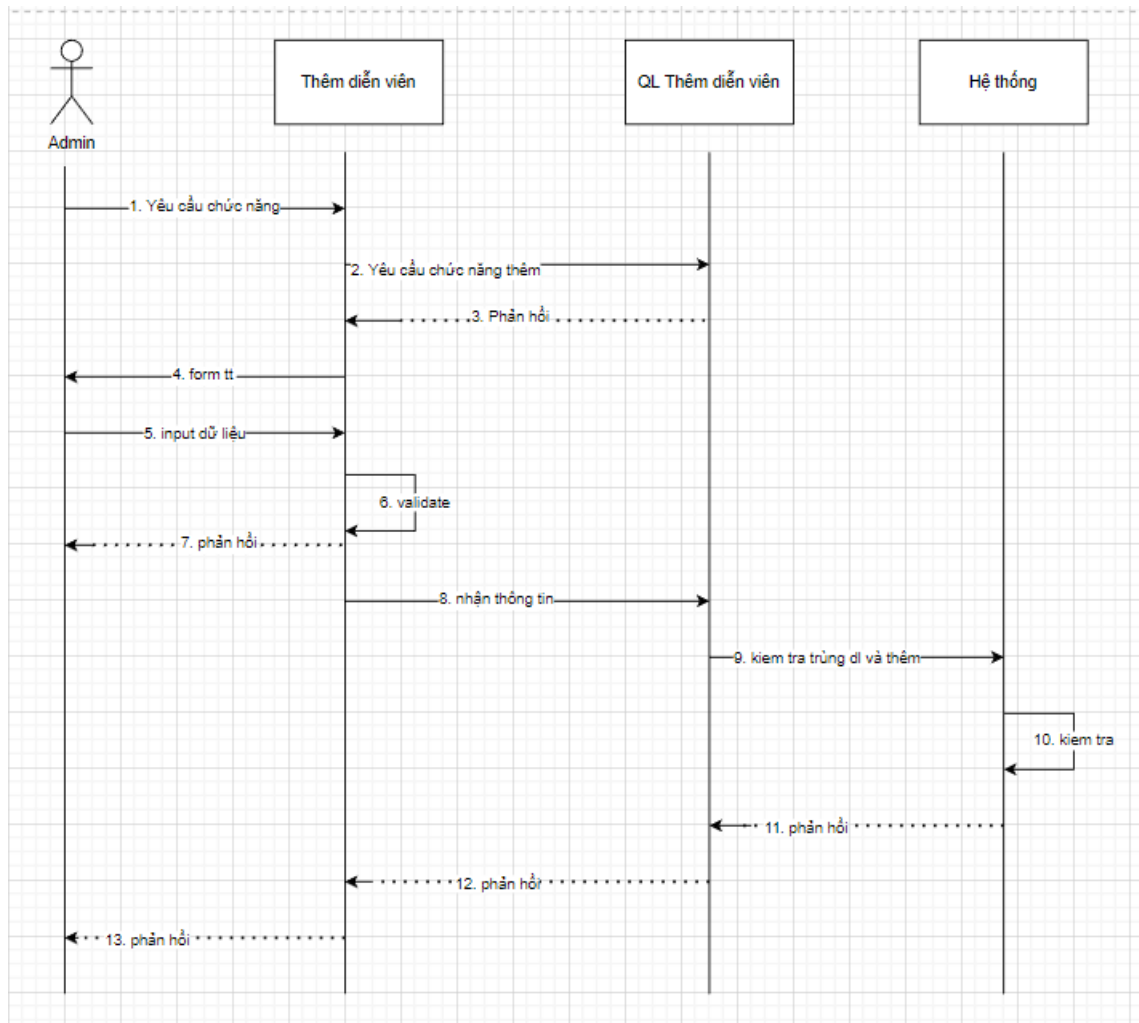 Thêm diễn viên
QL Thêm diễn viên
Hệ thống
Admin
1. Yêu cầu chức năng
2. Yêu cầu chức năng thêm
3. Phản hồi
4. form tt
5. input dữ liệu
6. validate
7. phản hồi
8. nhận thông tin
9. kiem tra trùng dl và thêm
10. kiem tra
11. phản hồi
12. phản hồi
13. phản hồi